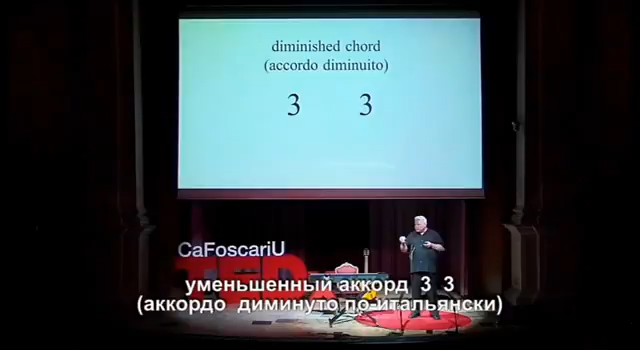 diminished chord
(accordo diminuito)
3 3
CaFoscariU
TEDx
уменьшенный аккорд 3 3
(аккордо диминуто по-итальянски)